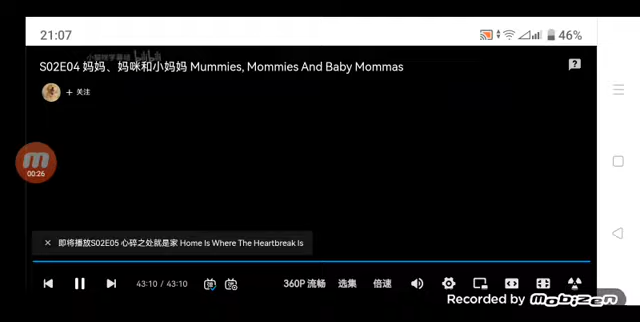 21:07
46%
S02E04 妈妈、妈咪和小妈妈 Mummies, Mommies And Baby Mommas
+ 关注
00:26
× 即将播放S02E05 心碎之处就是家 Home Is Where The Heartbreak Is
43:10 / 43:10
360P 流畅 选集 倍速
Recorded by Mobizen